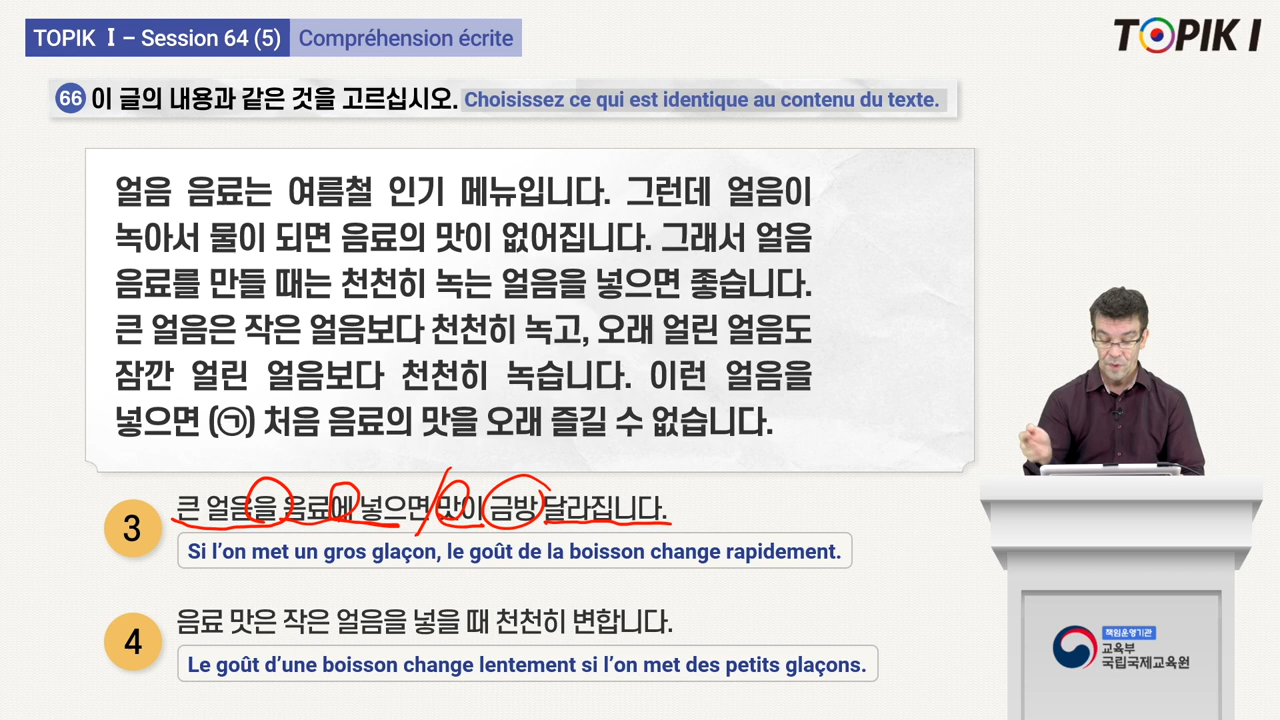 TOPIK Ⅰ – Session 64 (5) Compréhension écrite
TOPIK I
66 이 글의 내용과 같은 것을 고르십시오. Choisissez ce qui est identique au contenu du texte.
얼음 음료는 여름철 인기 메뉴입니다. 그런데 얼음이
녹아서 물이 되면 음료의 맛이 없어집니다. 그래서 얼음
음료를 만들 때는 천천히 녹는 얼음을 넣으면 좋습니다.
큰 얼음은 작은 얼음보다 천천히 녹고, 오래 얼린 얼음도
잠깐 얼린 얼음보다 천천히 녹습니다. 이런 얼음을
넣으면 (㉠) 처음 음료의 맛을 오래 즐길 수 없습니다.
3 큰 얼음을 음료에 넣으면 맛이 금방 달라집니다.
Si l’on met un gros glaçon, le goût de la boisson change rapidement.
4 음료 맛은 작은 얼음을 넣을 때 천천히 변합니다.
Le goût d’une boisson change lentement si l’on met des petits glaçons.
책임운영기관
교육부
국립국제교육원